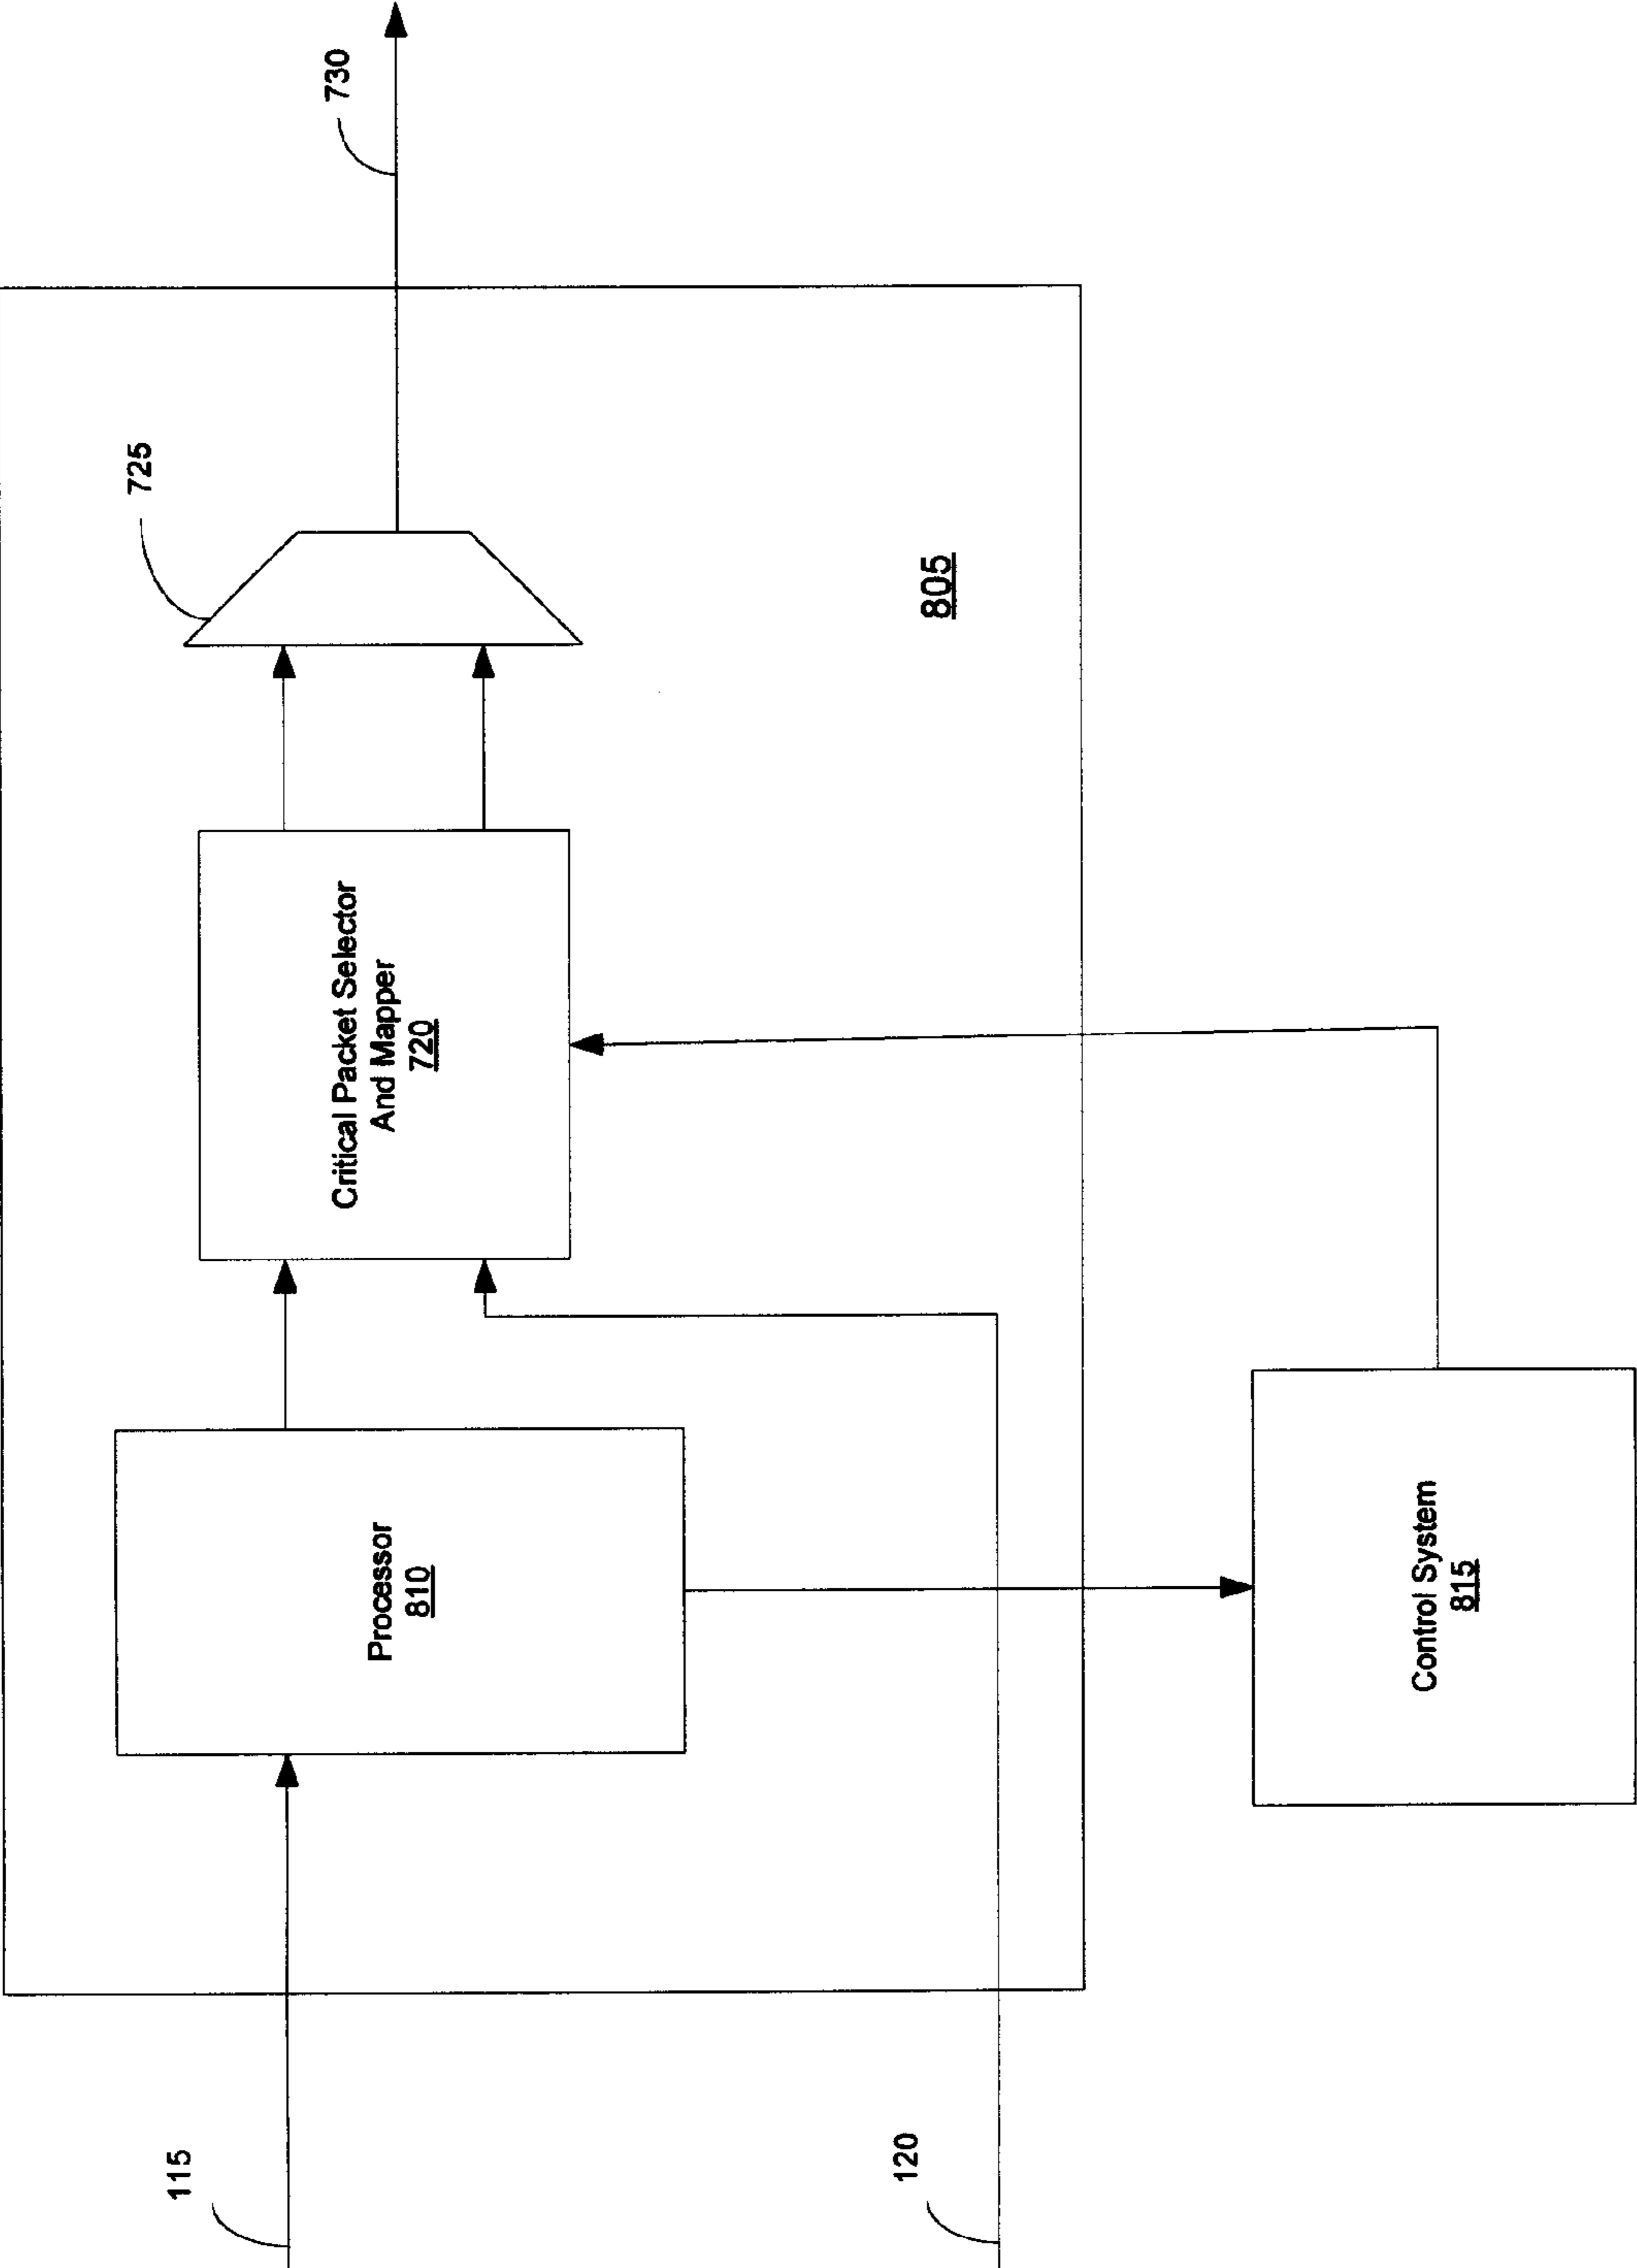 115
120
Processor
810
Control System
815
Critical Packet Selector
And Mapper
720
725
805
730